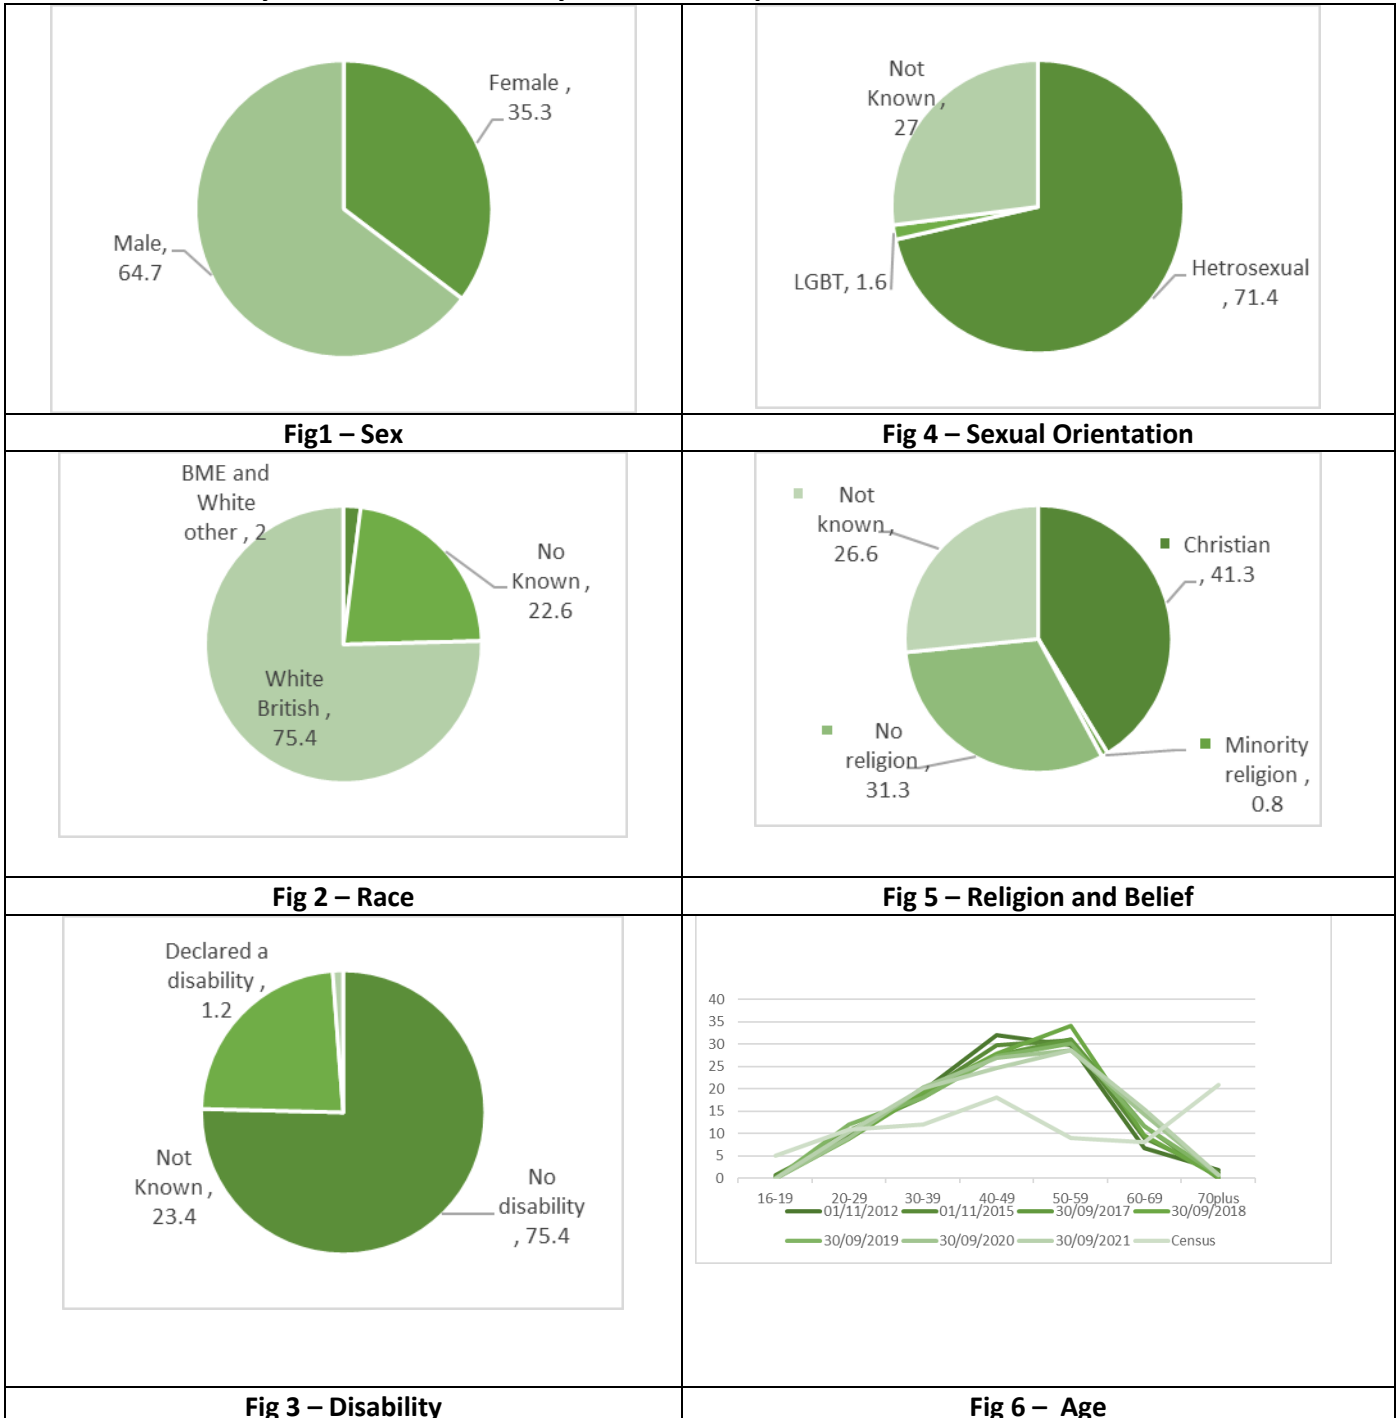 Female ,
35.3
Male,
64.7
Fig1 – Sex
Not
Known ,
27
LGBT, 1.6
Hetrosexual
, 71.4
Fig 4 – Sexual Orientation
BME and
White
other , 2
No
Known ,
22.6
White
British ,
75.4
Fig 2 – Race
Not
known ,
26.6
Christian
, 41.3
No
religion ,
31.3
Minority
religion ,
0.8
Fig 5 – Religion and Belief
Declared a
disability ,
1.2
Not
Known ,
23.4
No
disability
, 75.4
Fig 3 – Disability
40
35
30
25
20
15
10
5
0
16-19 20-29 30-39 40-49 50-59 60-69 70plus
01/11/2012 01/11/2015 30/09/2017 30/09/2018
30/09/2019 30/09/2020 30/09/2021 Census
Fig 6 – Age